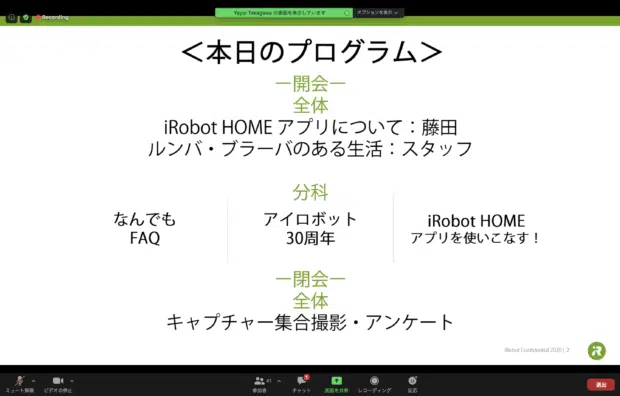 Recording
Yayoi Takagawa の画面を表示しています
オプションを表示
＜本日のプログラム＞
ー開会ー
全体
iRobot HOME アプリについて：藤田
ルンバ・ブラーバのある生活：スタッフ
分科
なんでも
FAQ
アイロボット
30周年
iRobot HOME
アプリを使いこなす！
ー閉会ー
全体
キャプチャー集合撮影・アンケート
iRobot Confidential 2020 | 2
iR
ミュート解除
ビデオの停止
41
参加者
チャット
画面を共有
レコーディング
反応
退出